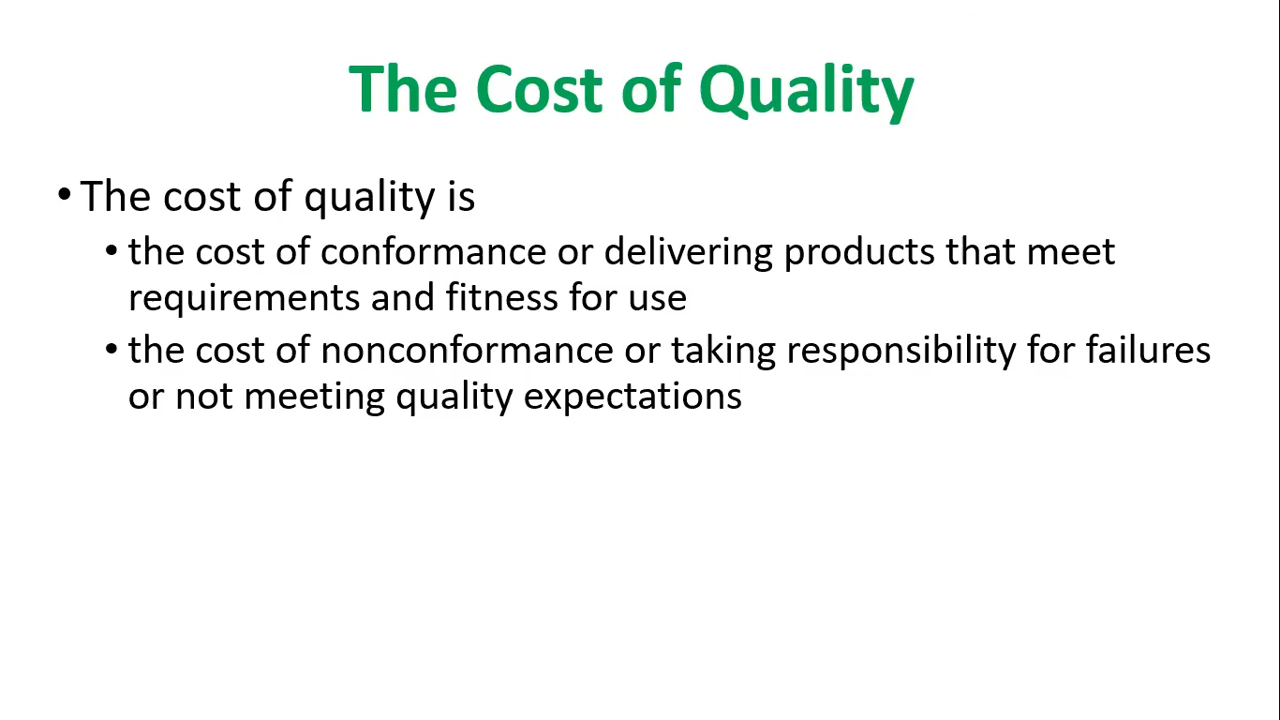 The Cost of Quality
• The cost of quality is
• the cost of conformance or delivering products that meet
requirements and fitness for use
• the cost of nonconformance or taking responsibility for failures
or not meeting quality expectations